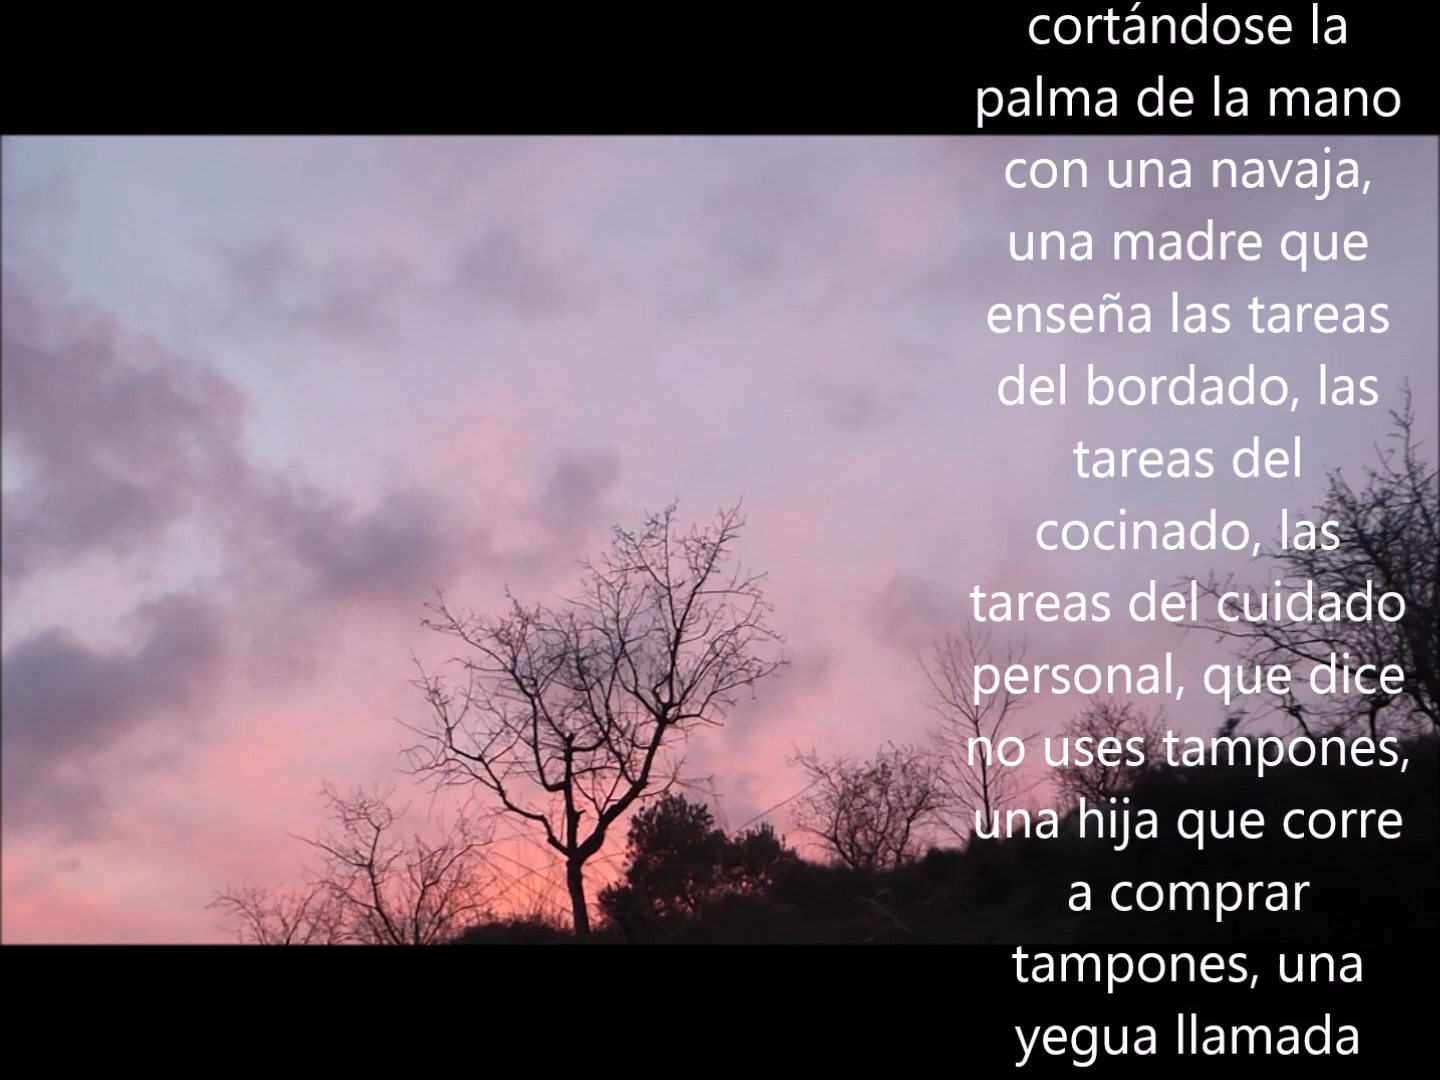 cortándose la
palma de la mano
con una navaja,
una madre que
enseña las tareas
del bordado, las
tareas del
cocinado, las
tareas del cuidado
personal, que dice
no uses tampones,
una hija que corre
a comprar
tampones, una
yegua llamada